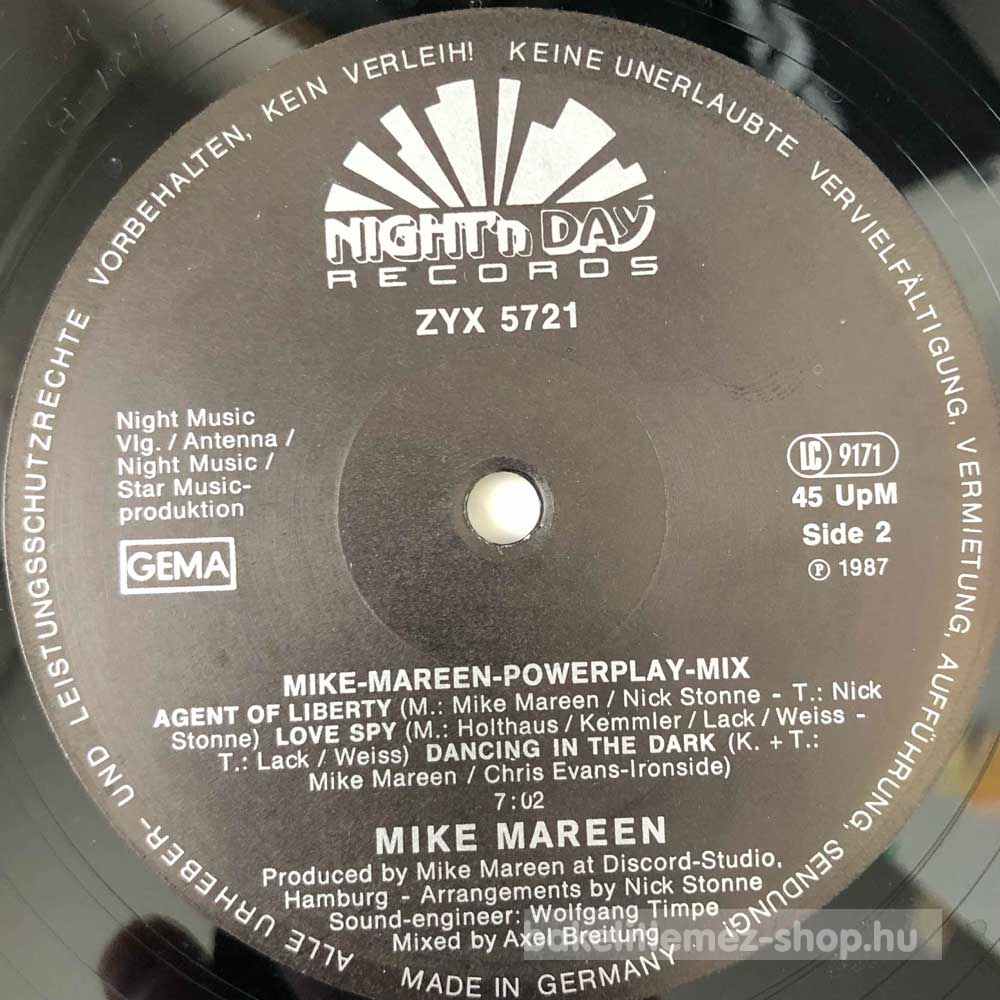 ALLE URHEBER- UND LEISTUNGSSCHUTZRECHTE VORBEHALTEN, KEIN VERLEIH! KEINE UNERLAUBTE VERVIELFÄLTIGUNG, VERMIETUNG, AUFFÜHRUNG, SENDUNG!
NIGHT'n DAY
RECORDS
ZYX 5721
Night Music
Vlg. / Antenna /
Night Music /
Star Music-
produktion
GEMA
LC 9171
45 UpM
Side 2
℗ 1987
MIKE-MAREEN-POWERPLAY-MIX
AGENT OF LIBERTY (M.: Mike Mareen / Nick Stonne - T.: Nick
Stonne) LOVE SPY (M.: Holthaus / Kemmler / Lack / Weiss -
T.: Lack / Weiss) DANCING IN THE DARK (K. + T.:
Mike Mareen / Chris Evans-Ironside)
7:02
MIKE MAREEN
Produced by Mike Mareen at Discord-Studio,
Hamburg - Arrangements by Nick Stonne
Sound-engineer: Wolfgang Timpe
Mixed by Axel Breitung
MADE IN GERMANY
bakelitlemez-shop.hu